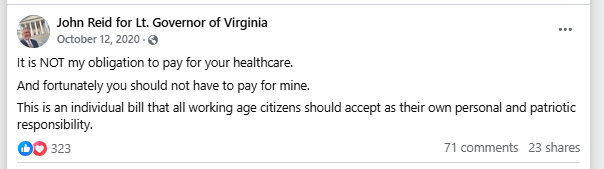 John Reid for Lt. Governor of Virginia
October 12, 2020 ·
It is NOT my obligation to pay for your healthcare.
And fortunately you should not have to pay for mine.
This is an individual bill that all working age citizens should accept as their own personal and patriotic
responsibility.
323
71 comments 23 shares